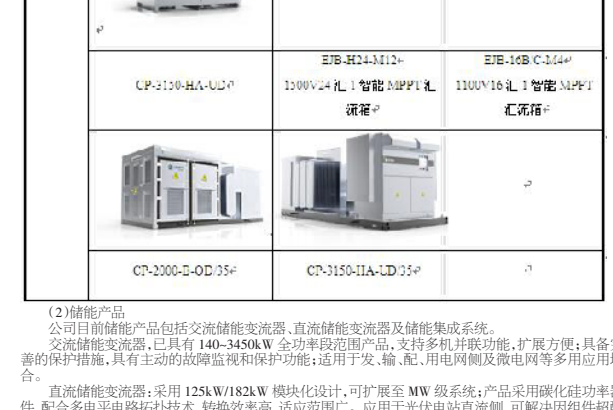 EJB-H24-M12
EJB-16B/C-M4
CP-3150-HA-UD
1500V24 汇 1 智能 MPPT 汇
1100V16 汇 1 智能 MPPT
流箱
汇流箱
CP-2000-E-OD/35
CP-3150-HA-UD/35
(2)储能产品
公司目前储能产品包括交流储能变流器、直流储能变流器及储能集成系统。
交流储能变流器,已具有 140~3450kW 全功率段范围产品,支持多机并联功能,扩展方便;具备
善的保护措施,具有主动的故障监视和保护功能;适用于发、输、配、用电网侧及微电网等多用应用
合。
直流储能变流器:采用 125kW/182kW 模块化设计,可扩展至 MW 级系统;产品采用碳化硅功率
件,配合多电平电路拓扑技术,转换效率高,适应范围广。应用于光伏电站直流侧,可解决因组件